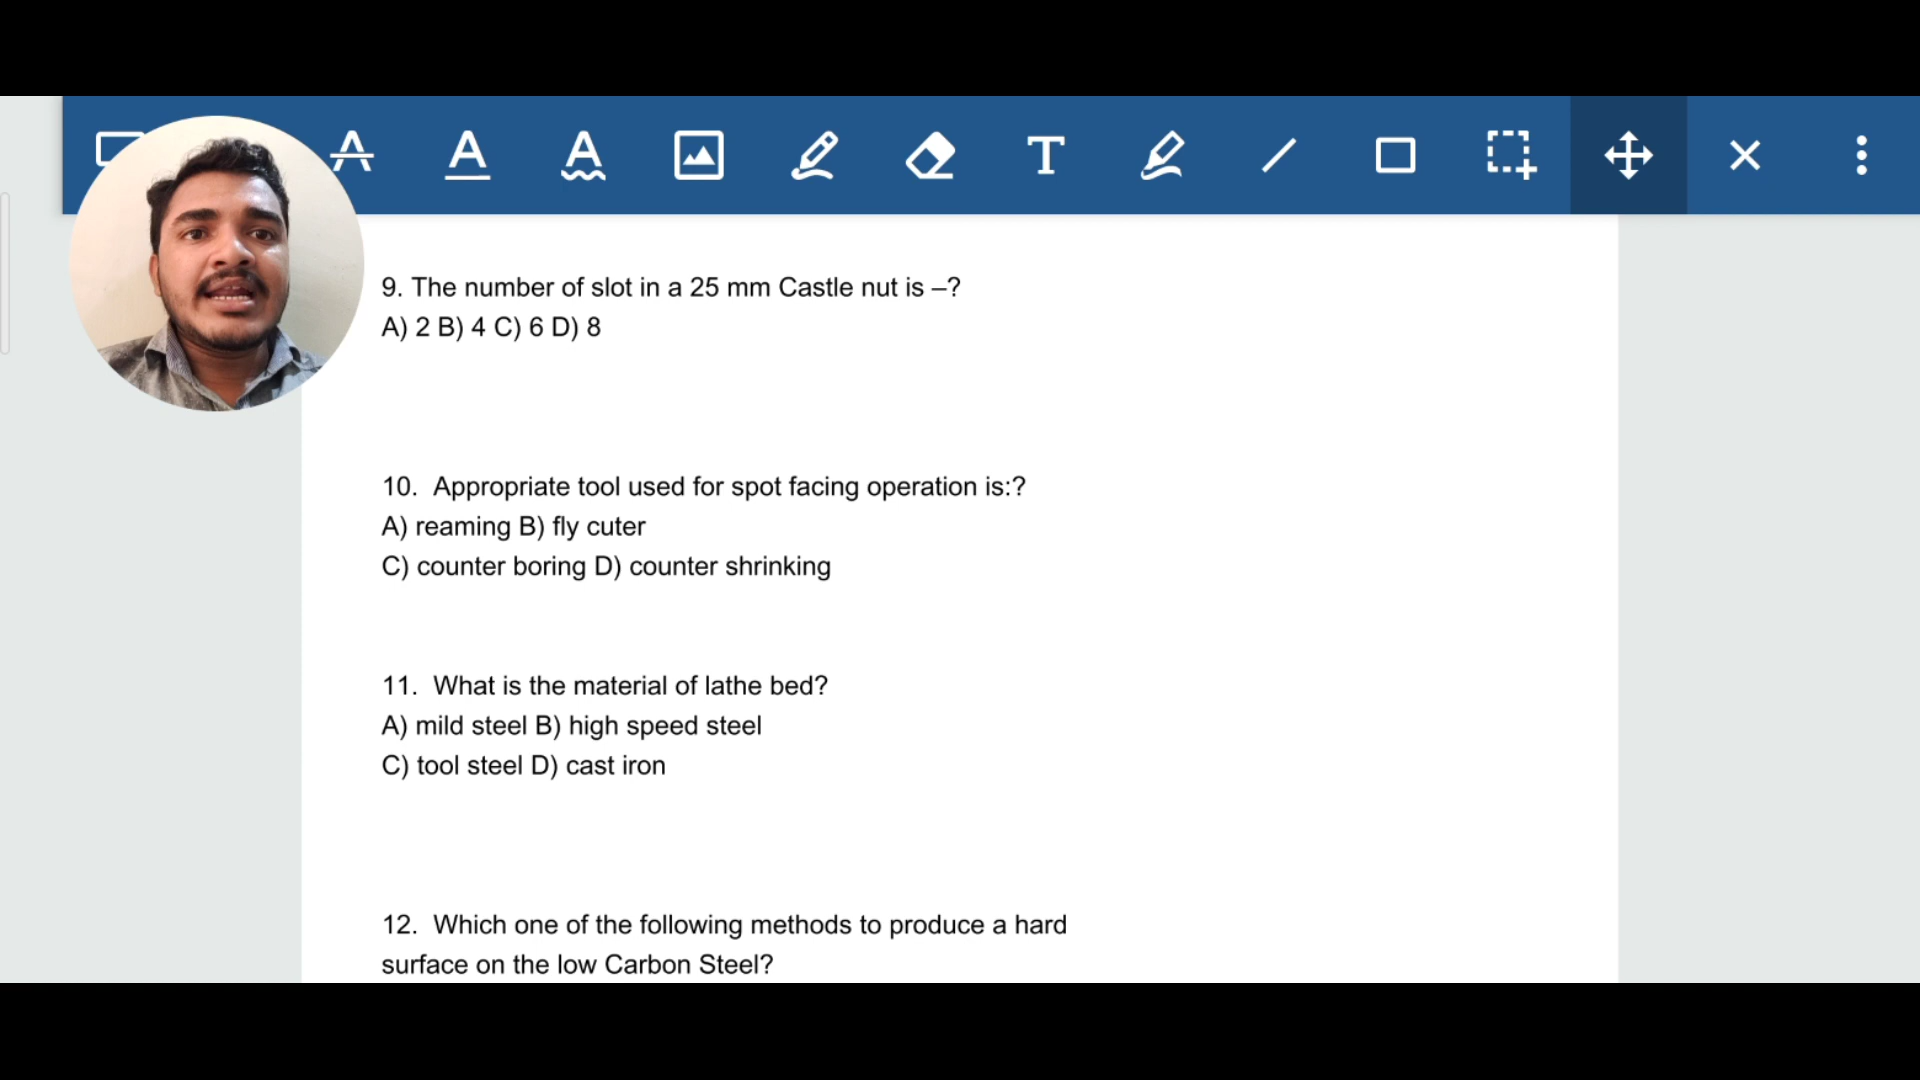 9. The number of slot in a 25 mm Castle nut is –?
A) 2 B) 4 C) 6 D) 8
10.  Appropriate tool used for spot facing operation is:?
A) reaming B) fly cuter
C) counter boring D) counter shrinking
11.  What is the material of lathe bed?
A) mild steel B) high speed steel
C) tool steel D) cast iron
12.  Which one of the following methods to produce a hard
surface on the low Carbon Steel?